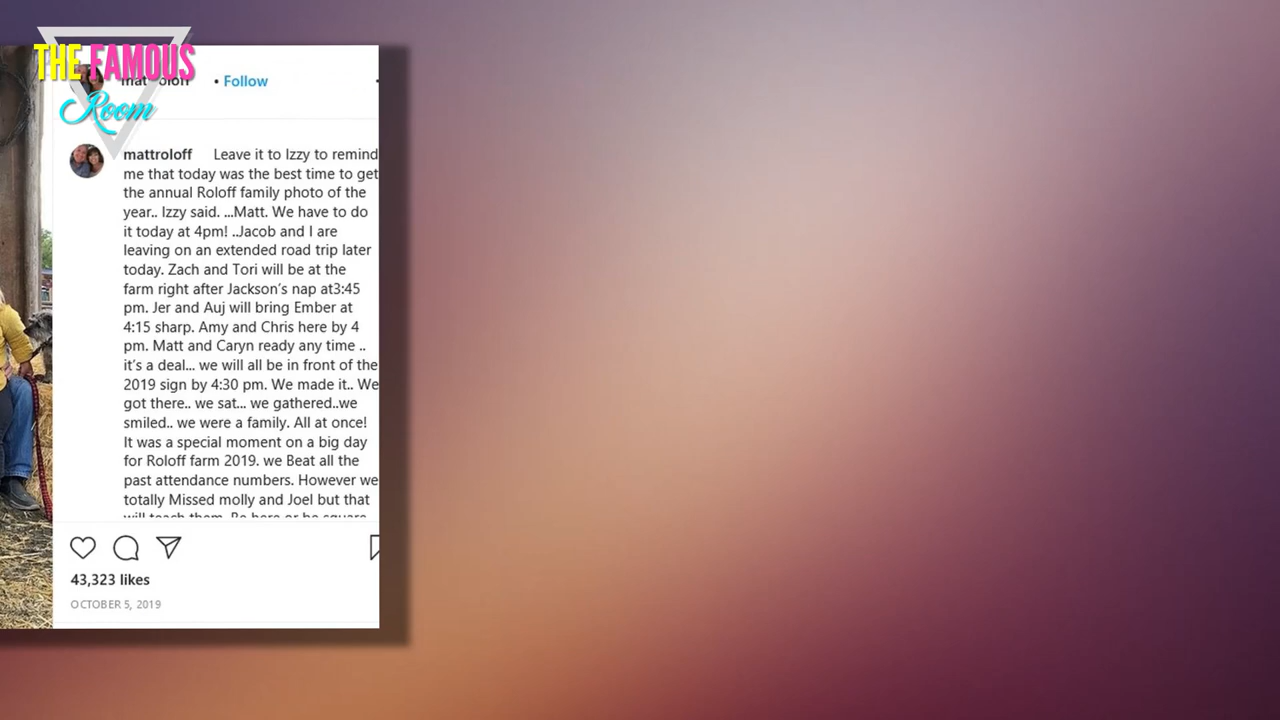 THE FAMOUS
Room
• Follow
mattroloff Leave it to Izzy to remind
me that today was the best time to get
the annual Roloff family photo of the
year.. Izzy said. ...Matt. We have to do
it today at 4pm! ..Jacob and I are
leaving on an extended road trip later
today. Zach and Tori will be at the
farm right after Jackson's nap at3:45
pm. Jer and Auj will bring Ember at
4:15 sharp. Amy and Chris here by 4
pm. Matt and Caryn ready any time ..
it's a deal... we will all be in front of the
2019 sign by 4:30 pm. We made it.. We
got there.. we sat... we gathered..we
smiled.. we were a family. All at once!
It was a special moment on a big day
for Roloff farm 2019. we Beat all the
past attendance numbers. However we
totally Missed molly and Joel but that
will teach them. Be here or be square
43,323 likes
OCTOBER 5, 2019